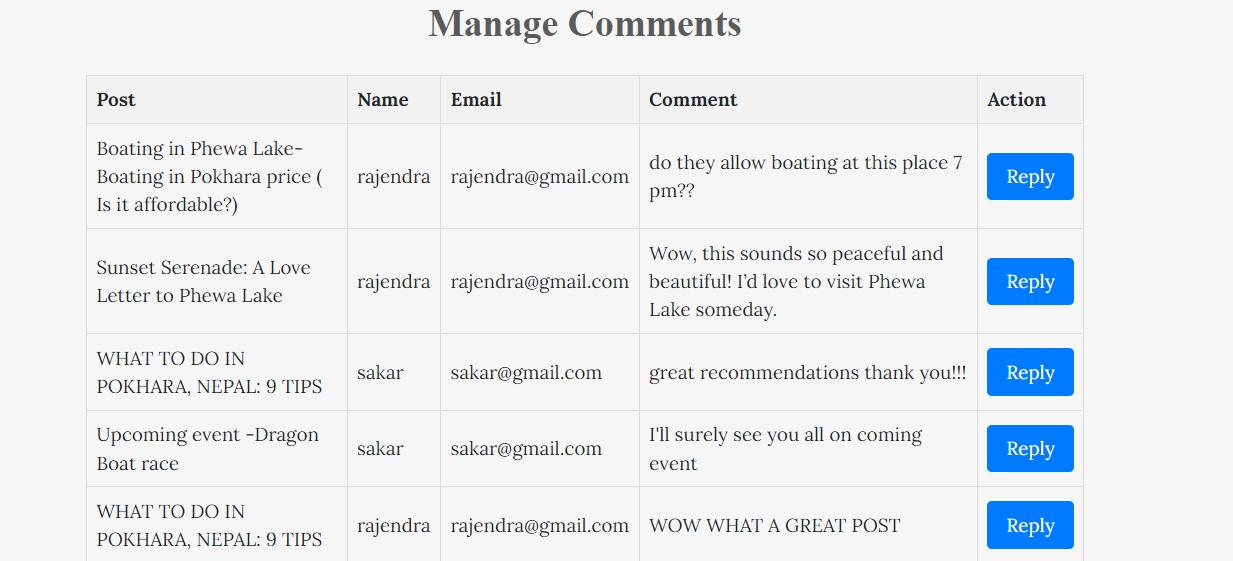 Manage Comments
Post Name Email Comment Action
Boating in Phewa Lake-
Boating in Pokhara price (
Is it affordable?)
rajendra
rajendra@gmail.com
do they allow boating at this place 7
pm??
Reply
Sunset Serenade: A Love
Letter to Phewa Lake
rajendra
rajendra@gmail.com
Wow, this sounds so peaceful and
beautiful! I’d love to visit Phewa
Lake someday.
Reply
WHAT TO DO IN
POKHARA, NEPAL: 9 TIPS
sakar
sakar@gmail.com
great recommendations thank you!!!
Reply
Upcoming event -Dragon
Boat race
sakar
sakar@gmail.com
I'll surely see you all on coming
event
Reply
WHAT TO DO IN
POKHARA, NEPAL: 9 TIPS
rajendra
rajendra@gmail.com
WOW WHAT A GREAT POST
Reply